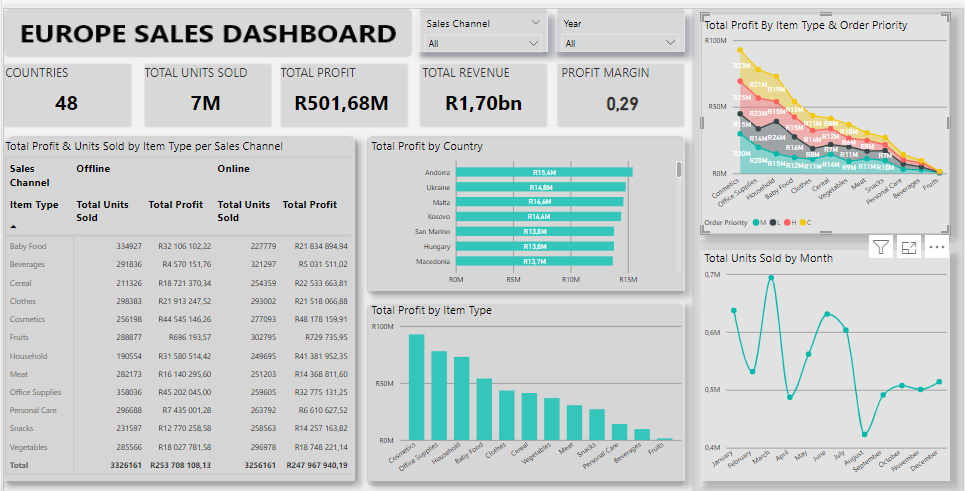 EUROPE SALES DASHBOARD
Sales Channel
All
Year
All
COUNTRIES
48
TOTAL UNITS SOLD
7M
TOTAL PROFIT
R501,68M
TOTAL REVENUE
R1,70bn
PROFIT MARGIN
0,29
Total Profit & Units Sold by Item Type per Sales Channel
Sales Channel Offline Online
Item Type Total Units Sold Total Profit Total Units Sold Total Profit
Baby Food 334927 R32 106 102,22 227779 R21 834 894,94
Beverages 291836 R4 570 151,76 321297 R5 031 511,02
Cereal 211326 R18 721 370,34 254359 R22 533 663,81
Clothes 298383 R21 913 247,52 293002 R21 518 066,88
Cosmetics 256198 R44 545 146,26 277093 R48 178 159,91
Fruits 288877 R696 193,57 302795 R729 735,95
Household 190554 R31 580 514,42 249695 R41 381 952,35
Meat 282173 R16 140 295,60 251203 R14 368 811,60
Office Supplies 358036 R45 202 045,00 259605 R32 775 131,25
Personal Care 296688 R7 435 001,28 263792 R6 610 627,52
Snacks 231597 R12 770 258,58 258563 R14 257 163,82
Vegetables 285566 R18 027 781,58 296978 R18 748 221,14
Total 3326161 R253 708 108,13 3256161 R247 967 940,19
Total Profit by Country
Andorra R15,4M
Ukraine R14,8M
Malta R14,6M
Kosovo R14,4M
San Marino R13,8M
Hungary R13,8M
Macedonia R13,7M
R0M R5M R10M R15M
Total Profit by Item Type
R100M
R50M
R0M
Cosmetics Office Supplies Household Baby Food Clothes Cereal Vegetables Meat Snacks Personal Care Beverages Fruits
Total Profit By Item Type & Order Priority
R100M
R50M
R0M
R23M R21M R19M R12M R11M R8M R10M
R25M R23M R15M R15M R14M R12M R6M R8M
R15M R14M R24M R16M R8M R7M R11M R7M
R30M R20M R15M R12M R11M R14M R9M R11M R10M
Cosmetics Office Supplies Household Baby Food Clothes Cereal Vegetables Meat Snacks Personal Care Beverages Fruits
Order Priority M L H C
Total Units Sold by Month
0,7M
0,6M
0,5M
0,4M
January February March April May June July August September October November December